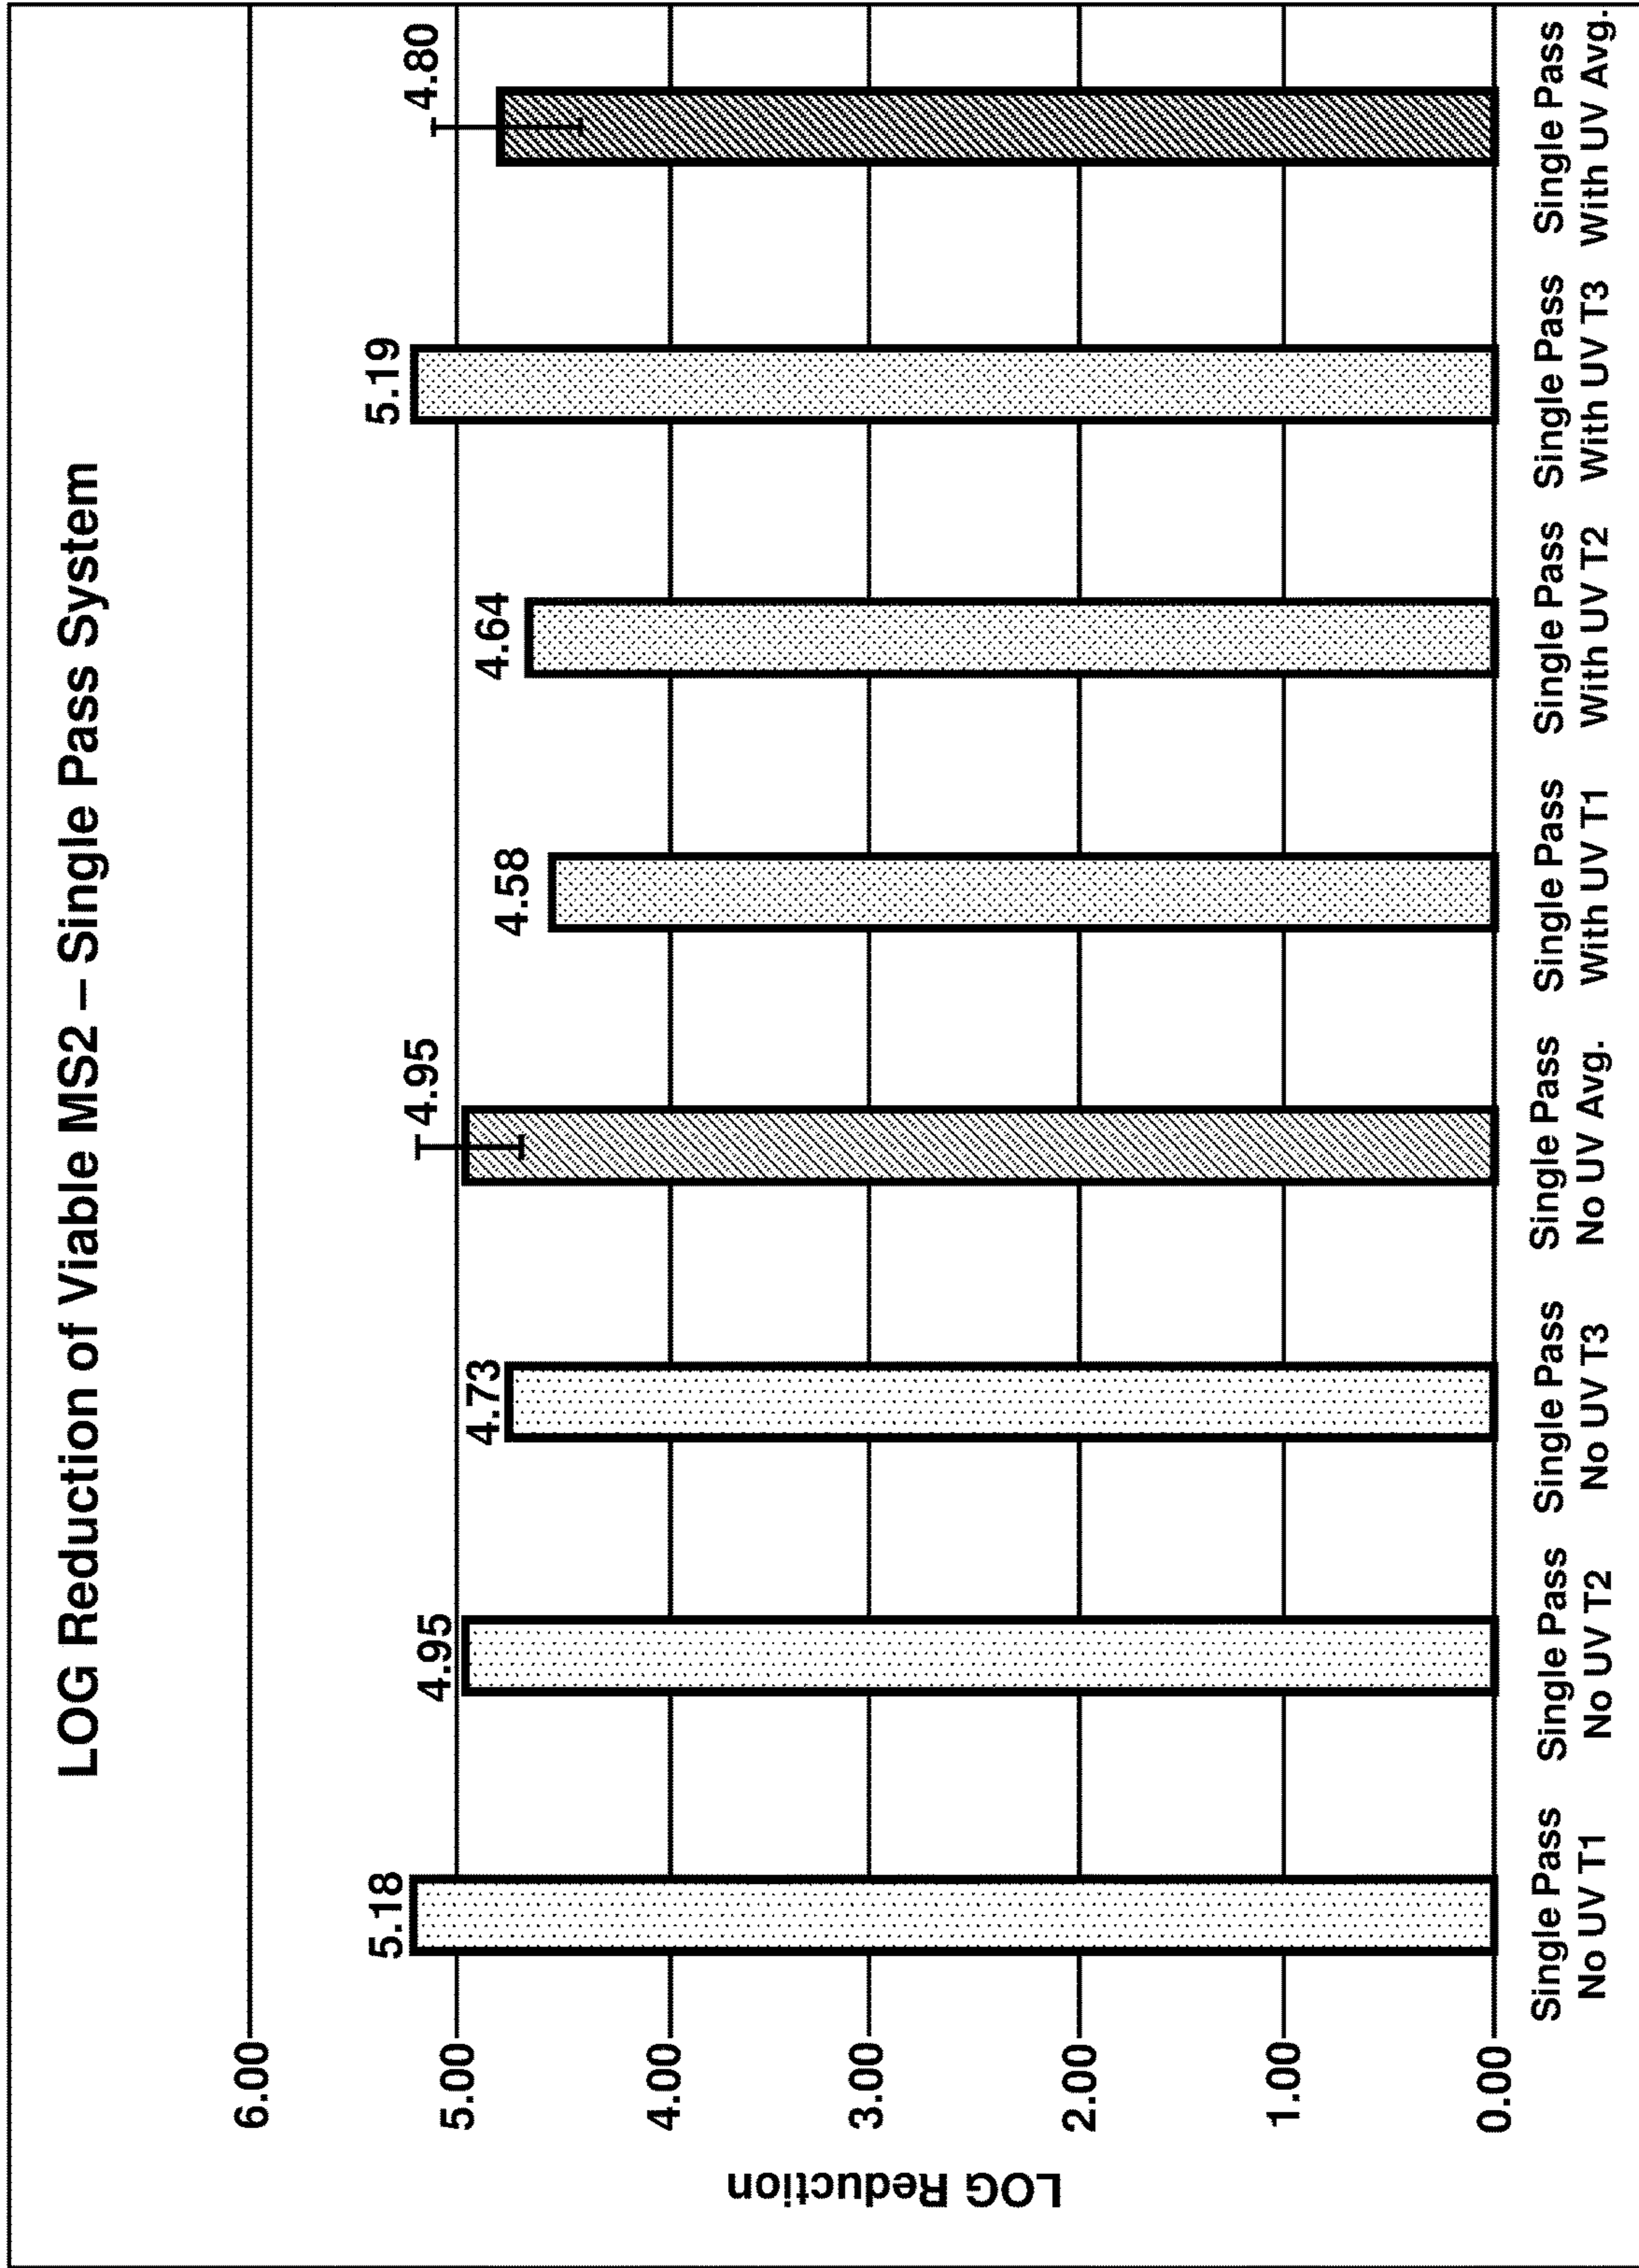 LOG Reduction of Viable MS2 – Single Pass System
LOG Reduction
6.00
5.00
4.00
3.00
2.00
1.00
0.00
5.18
4.95
4.73
4.95
4.58
4.64
5.19
4.80
Single Pass
No UV T1
Single Pass
No UV T2
Single Pass
No UV T3
Single Pass
No UV Avg.
Single Pass
With UV T1
Single Pass
With UV T2
Single Pass
With UV T3
Single Pass
With UV Avg.